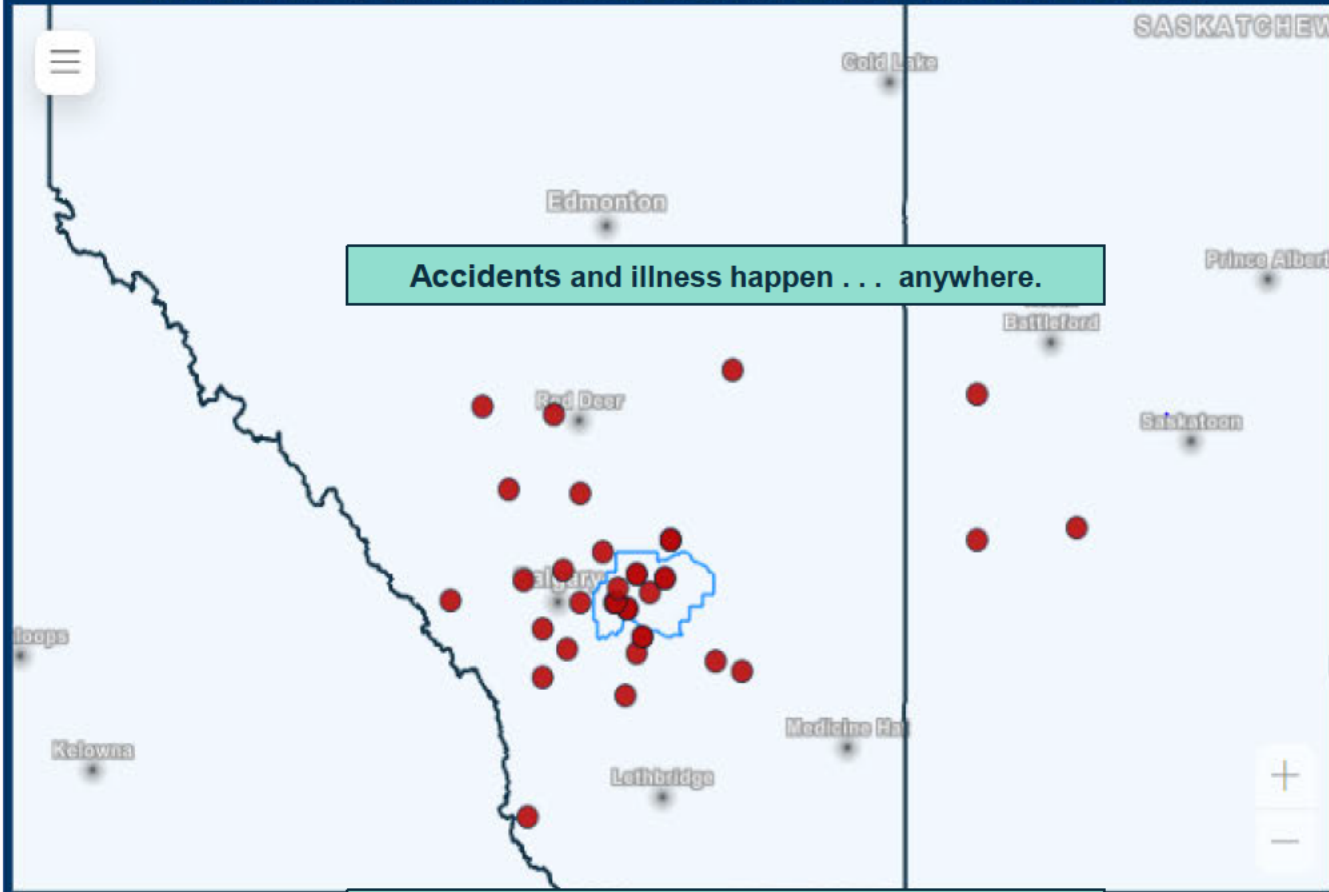 SASKATCHEW
Cold Lake
Edmonton
Accidents and illness happen . . . anywhere.
Prince Albert
Battleford
Red Deer
Saskatoon
Calgary
loops
Medicine Hat
Kelowna
Lethbridge